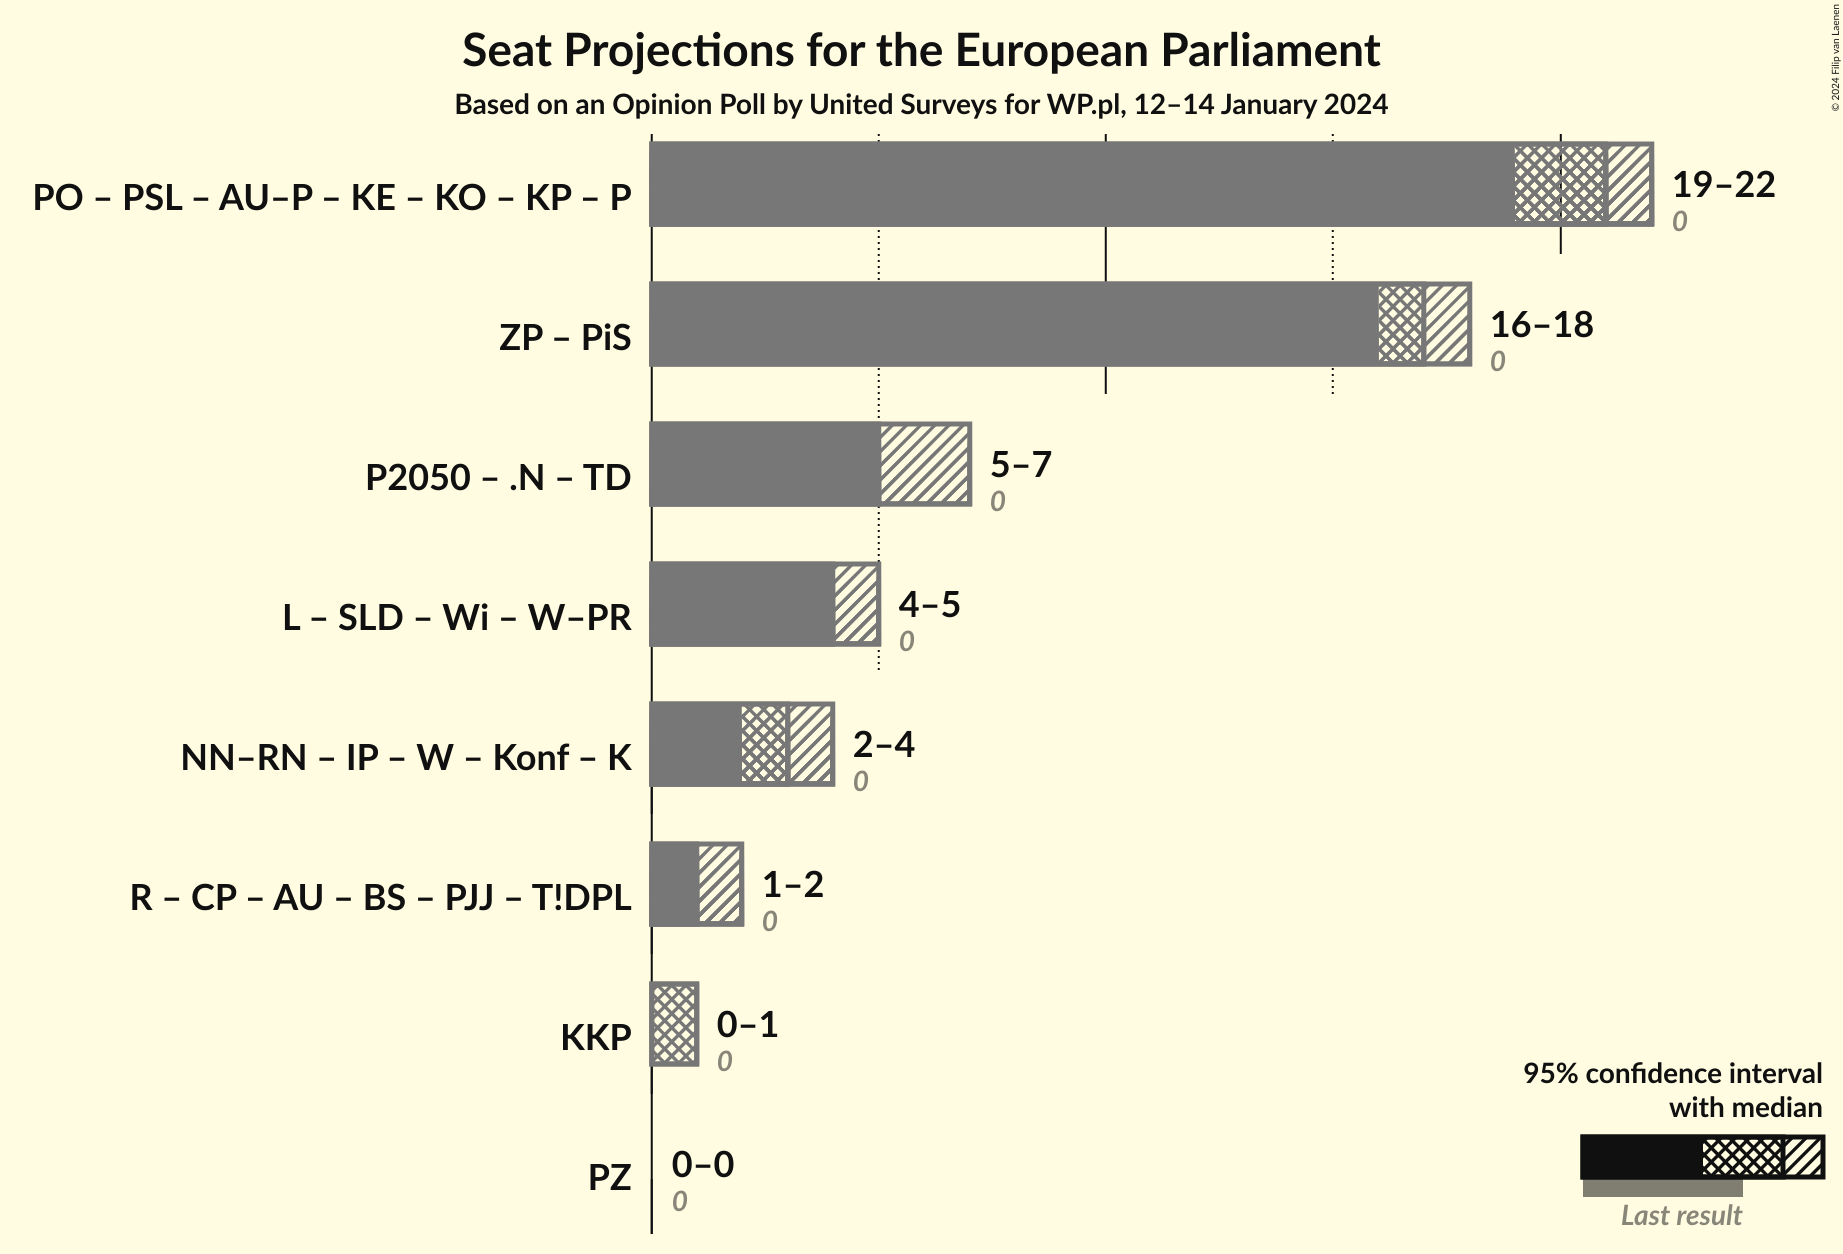 Seat Projections for the European Parliament
Based on an Opinion Poll by United Surveys for WP.pl, 12–14 January 2024
© 2024 Filip van Laenen
PO – PSL – AU–P – KE – KO – KP – P
19–22
0
ZP – PiS
16–18
0
P2050 – .N – TD
5–7
0
L – SLD – Wi – W–PR
4–5
0
NN–RN – IP – W – Konf – K
2–4
0
R – CP – AU – BS – PJJ – T!DPL
1–2
0
KKP
0–1
0
PZ
0–0
0
95% confidence interval
with median
Last result